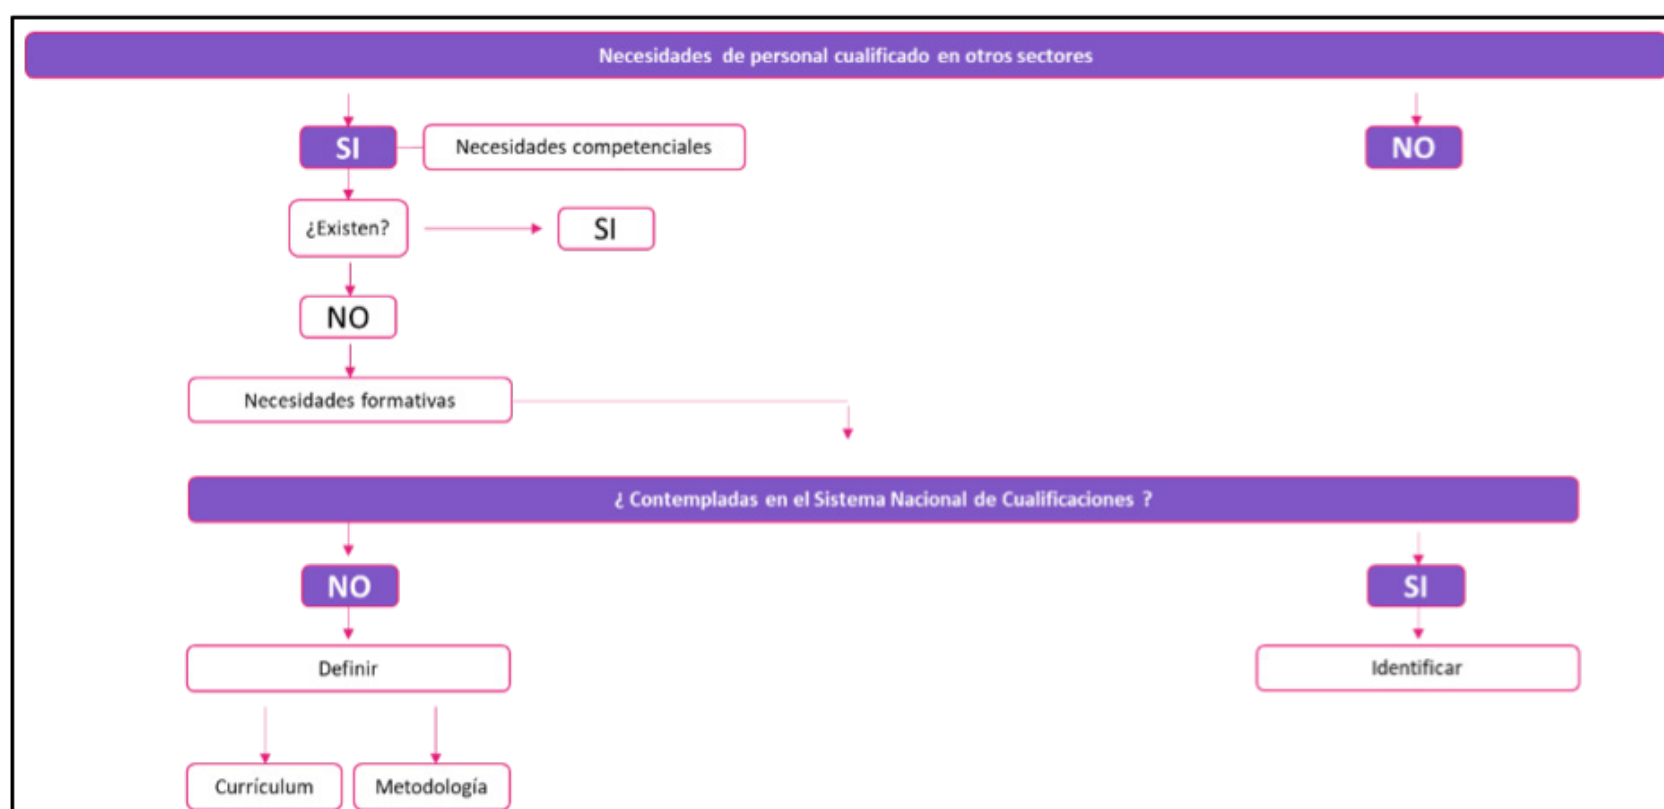 Necesidades de personal cualificado en otros sectores
SI
Necesidades competenciales
NO
¿Existen?
SI
NO
Necesidades formativas
¿ Contempladas en el Sistema Nacional de Cualificaciones ?
NO
SI
Definir
Identificar
Currículum
Metodología